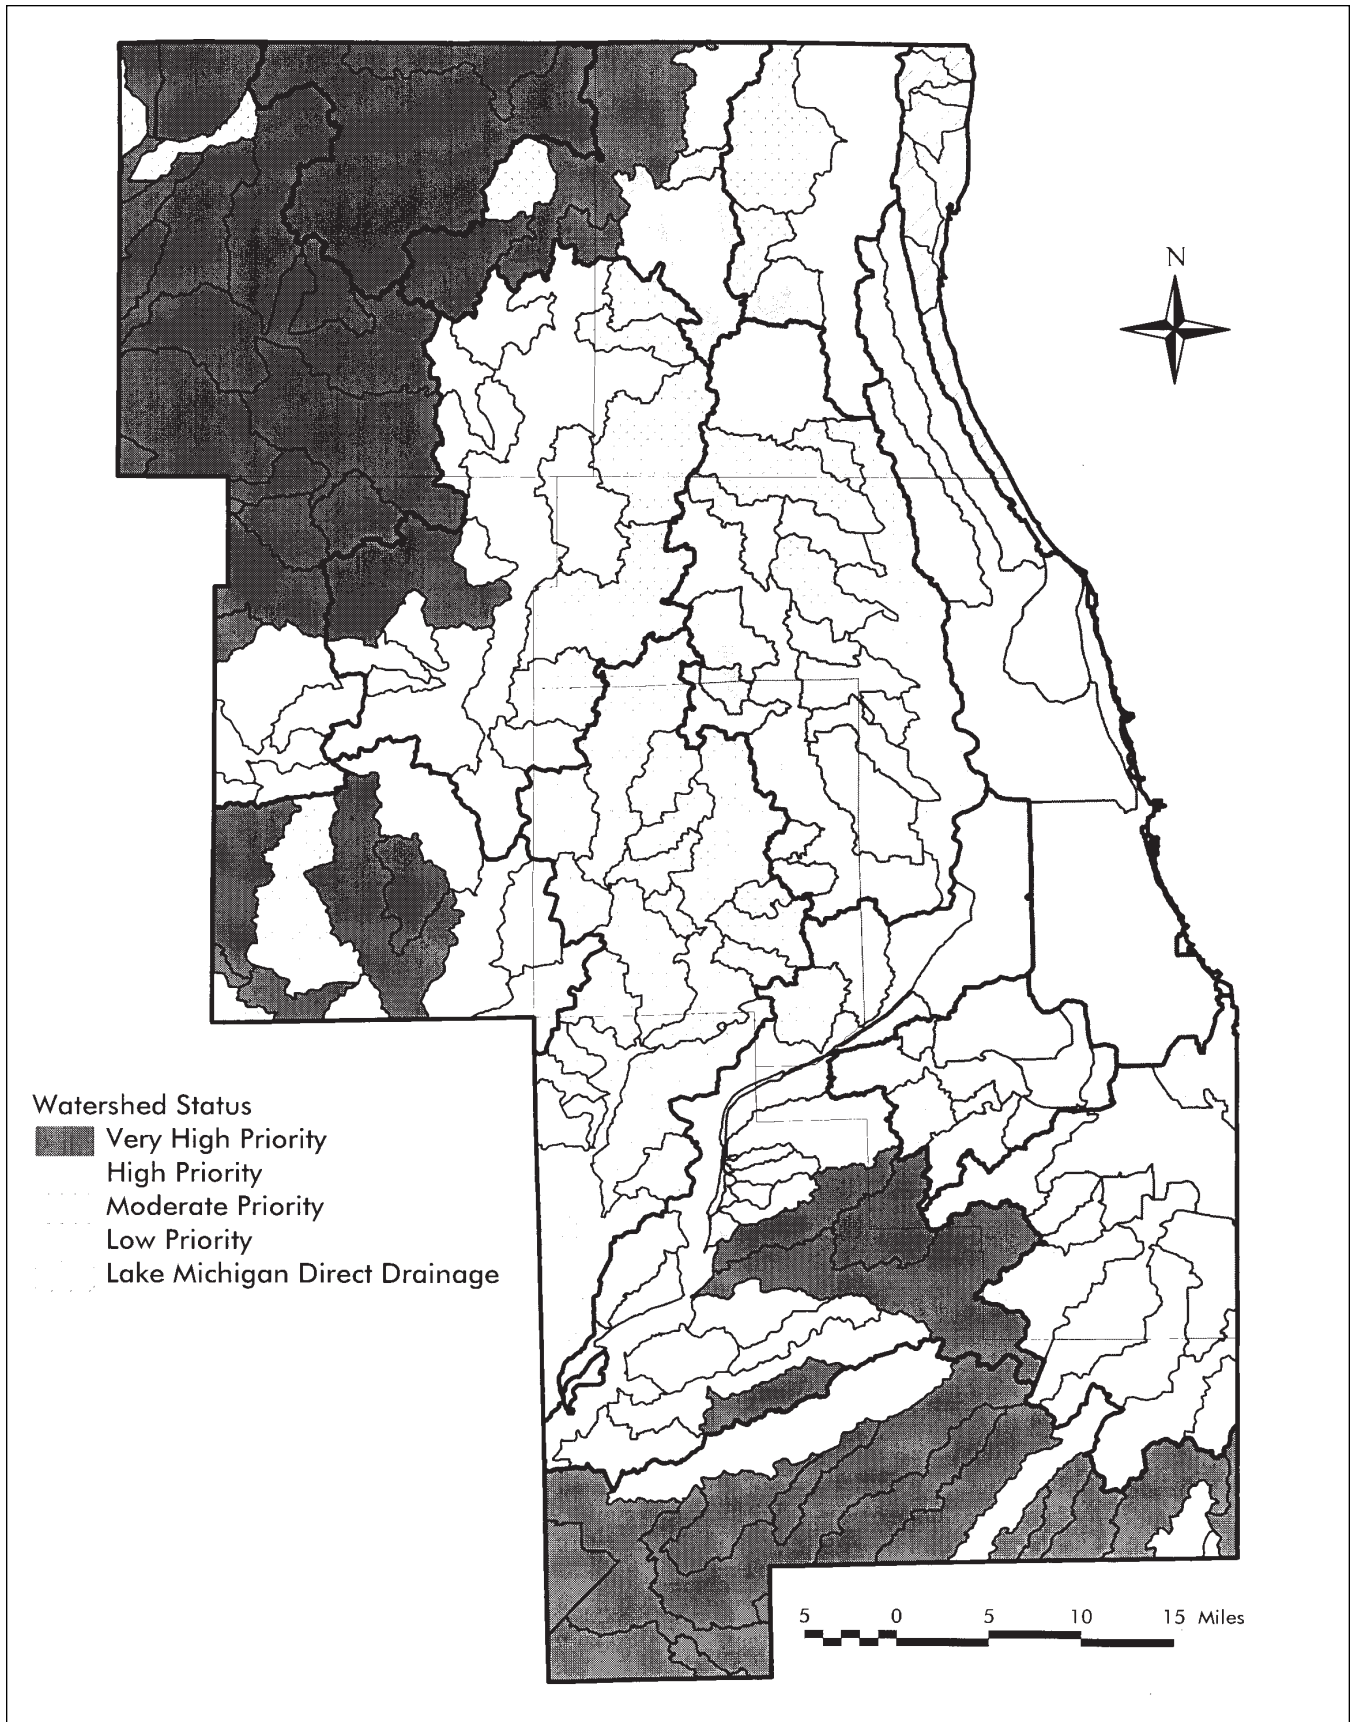 N
Watershed Status
Very High Priority
High Priority
Moderate Priority
Low Priority
Lake Michigan Direct Drainage
5 0 5 10 15 Miles